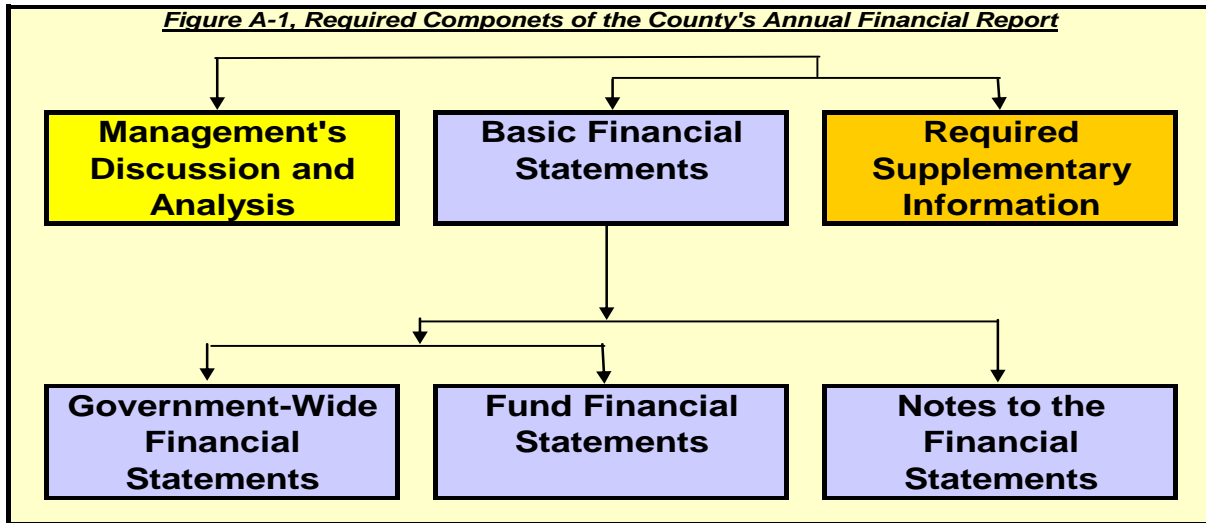 Figure A-1, Required Componets of the County's Annual Financial Report
Management's
Discussion and
Analysis
Basic Financial
Statements
Required
Supplementary
Information
Government-Wide
Financial
Statements
Fund Financial
Statements
Notes to the
Financial
Statements